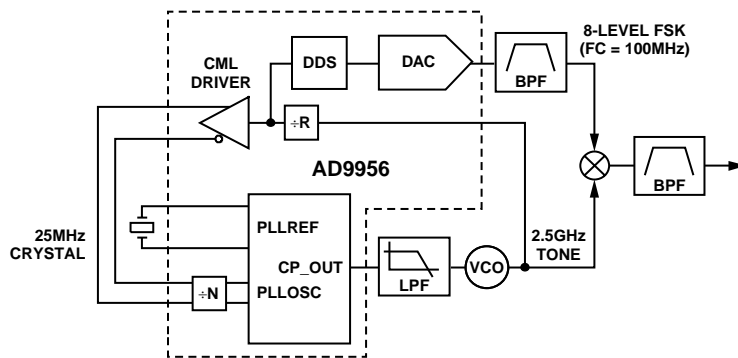 8-LEVEL FSK
(FC = 100MHz)
CML
DRIVER
DDS
DAC
BPF
÷R
AD9956
BPF
PLLREF
25MHz
CRYSTAL
2.5GHz
TONE
CP_OUT
VCO
÷N
PLLOSC
LPF